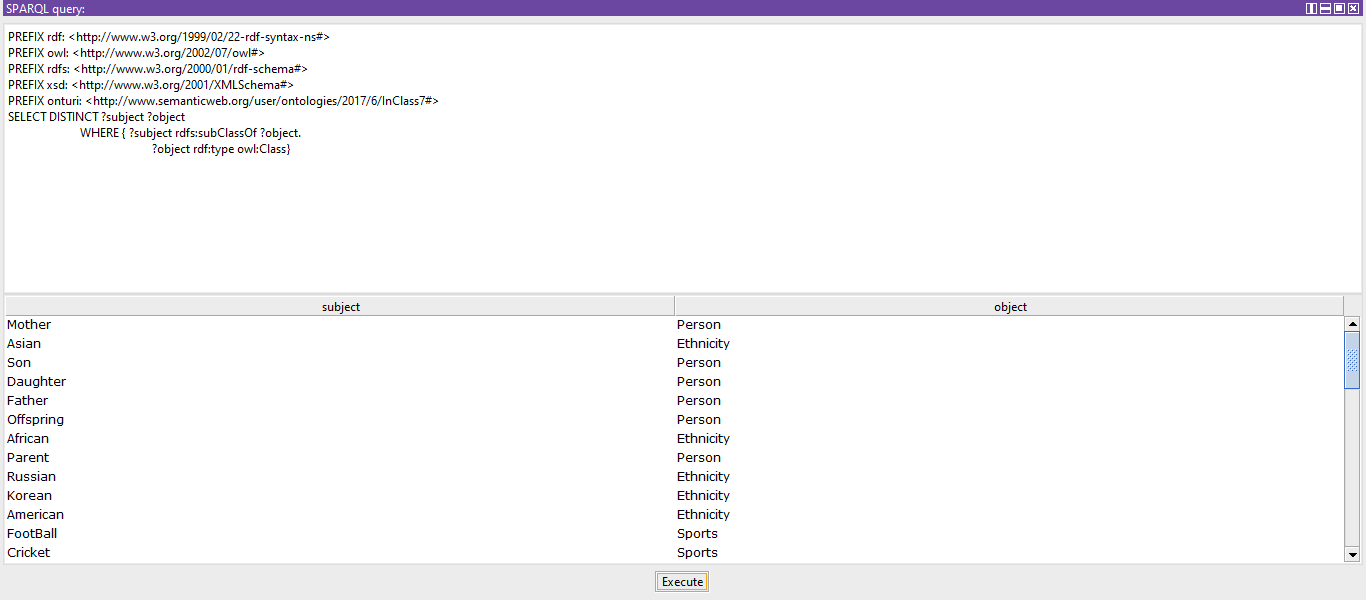 SPARQL query:
PREFIX rdf: <http://www.w3.org/1999/02/22-rdf-syntax-ns#>
PREFIX owl: <http://www.w3.org/2002/07/owl#>
PREFIX rdfs: <http://www.w3.org/2000/01/rdf-schema#>
PREFIX xsd: <http://www.w3.org/2001/XMLSchema#>
PREFIX onturi: <http://www.semanticweb.org/user/ontologies/2017/6/InClass7#>
SELECT DISTINCT ?subject ?object
WHERE { ?subject rdfs:subClassOf ?object.
?object rdf:type owl:Class}
subject object
Mother Person
Asian Ethnicity
Son Person
Daughter Person
Father Person
Offspring Person
African Ethnicity
Parent Person
Russian Ethnicity
Korean Ethnicity
American Ethnicity
FootBall Sports
Cricket Sports
Execute